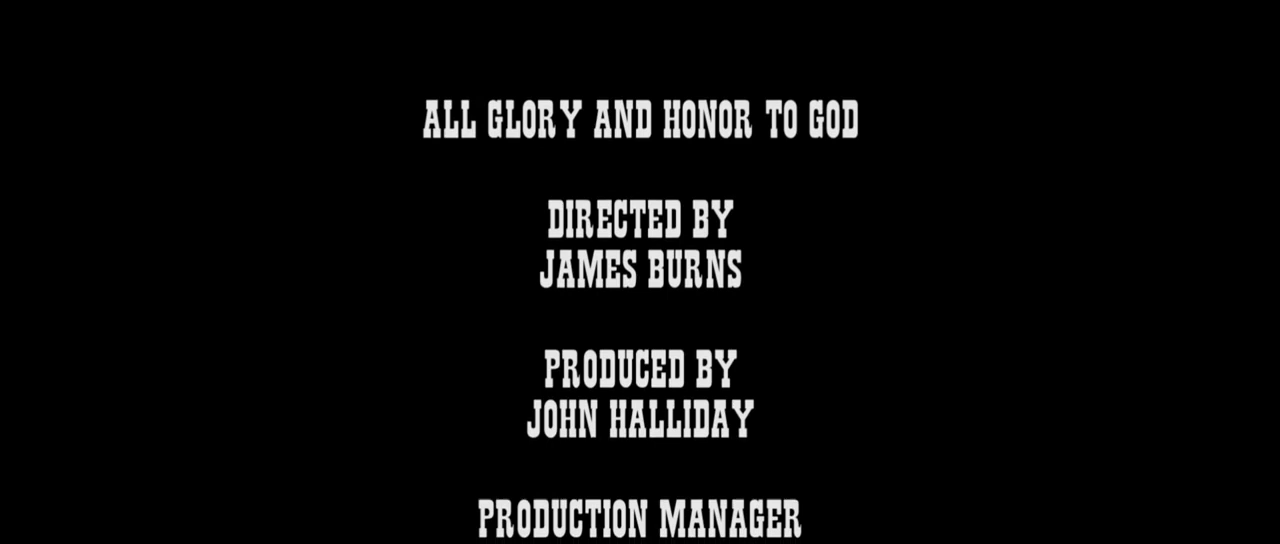 ALL GLORY AND HONOR TO GOD
DIRECTED BY
JAMES BURNS
PRODUCED BY
JOHN HALLIDAY
PRODUCTION MANAGER